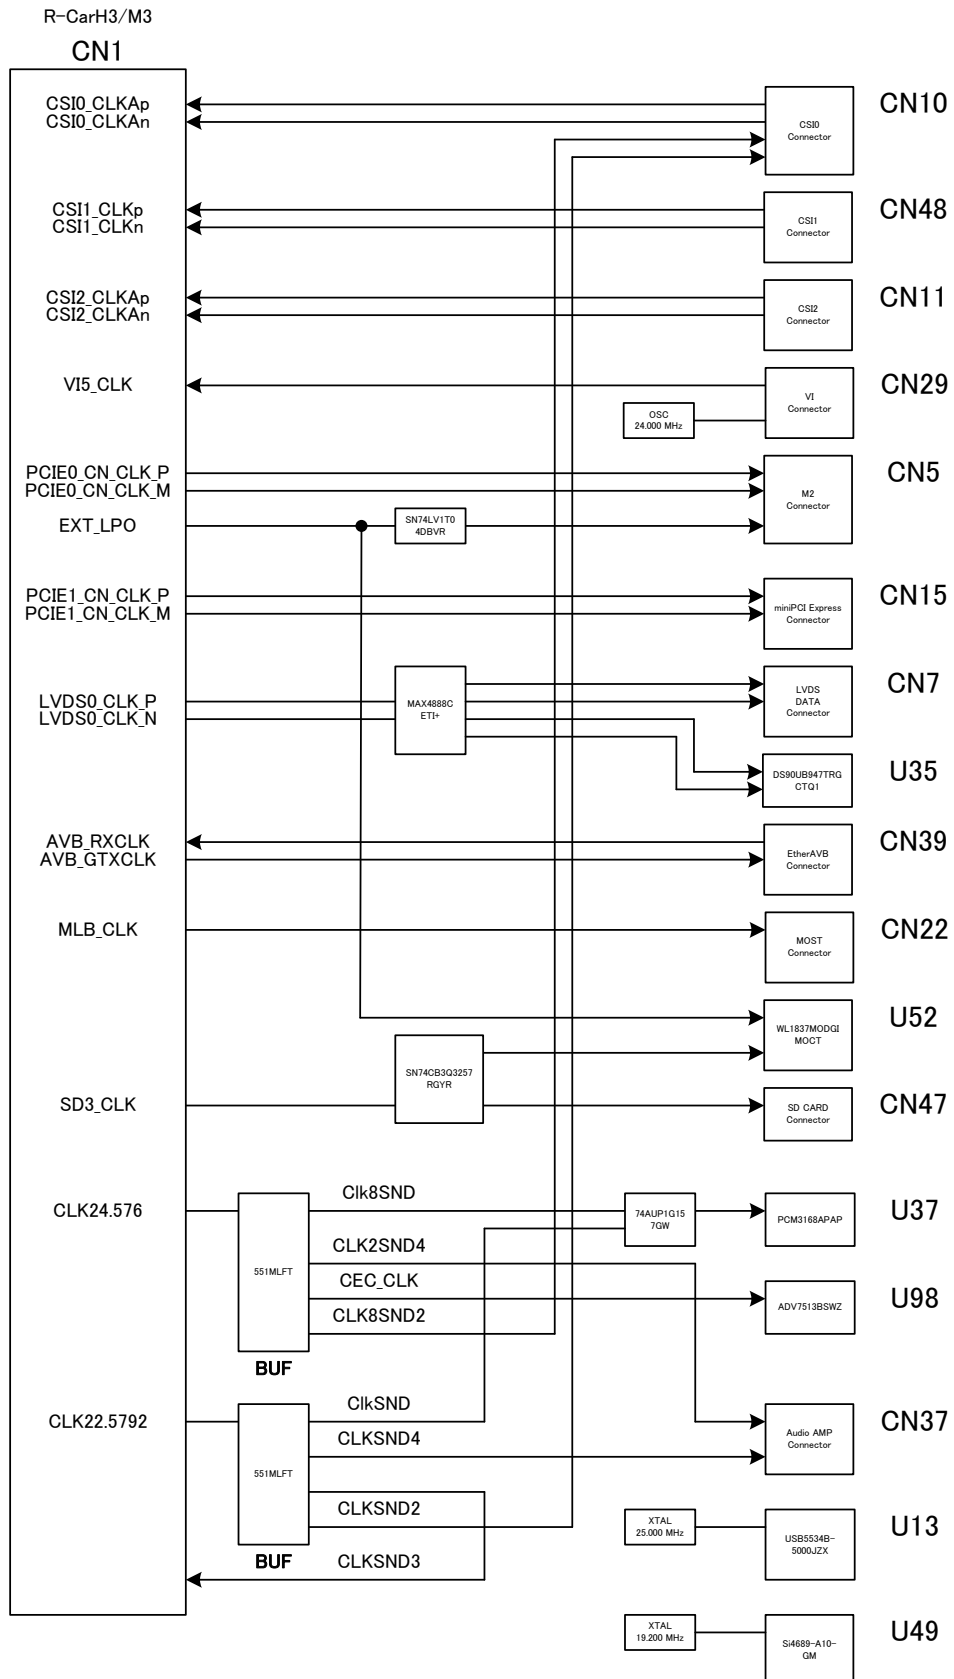 R-CarH3/M3
CN1
CSI0_CLKAp
CSI0_CLKAn
CSI0
Connector
CN10
CSI1_CLKp
CSI1_CLKn
CSI1
Connector
CN48
CSI2_CLKAp
CSI2_CLKAn
CSI2
Connector
CN11
VI5_CLK
OSC
24.000 MHz
VI
Connector
CN29
PCIE0_CN_CLK_P
PCIE0_CN_CLK_M
EXT_LPO
SN74LV1T0
4DBVR
M2
Connector
CN5
PCIE1_CN_CLK_P
PCIE1_CN_CLK_M
miniPCI Express
Connector
CN15
LVDS0_CLK_P
LVDS0_CLK_N
MAX4888C
ETI+
LVDS
DATA
Connector
CN7
DS90UB947TRG
CTQ1
U35
AVB_RXCLK
AVB_GTXCLK
EtherAVB
Connector
CN39
MLB_CLK
MOST
Connector
CN22
WL1837MODGI
MOCT
U52
SD3_CLK
SN74CB3Q3257
RGYR
SD CARD
Connector
CN47
CLK24.576
551MLFT
BUF
Clk8SND
CLK2SND4
CEC_CLK
CLK8SND2
74AUP1G15
7GW
PCM3168APAP
U37
ADV7513BSWZ
U98
CLK22.5792
551MLFT
BUF
ClkSND
CLKSND4
CLKSND2
CLKSND3
Audio AMP
Connector
CN37
XTAL
25.000 MHz
USB5534B-
5000JZX
U13
XTAL
19.200 MHz
Si4689-A10-
GM
U49